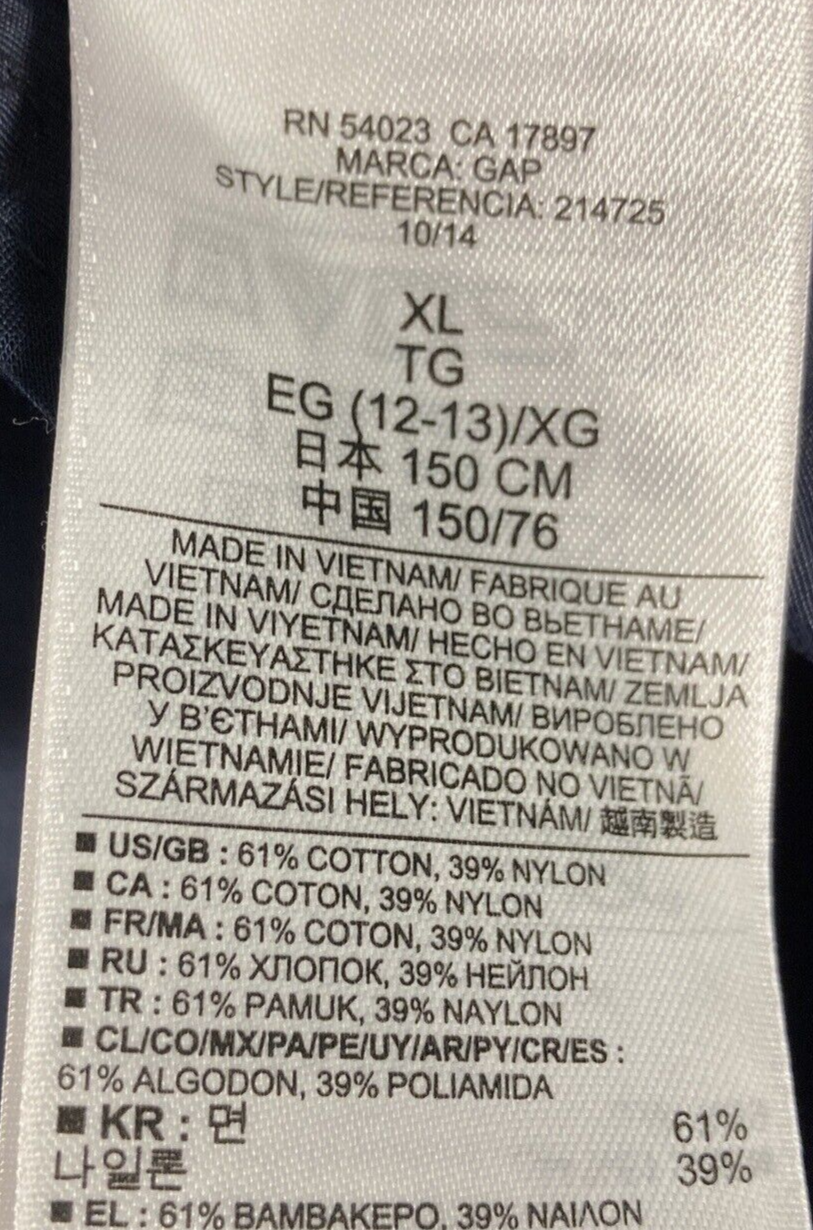 RN 54023 CA 17897
MARCA: GAP
STYLE/REFERENCIA: 214725
10/14
XL
TG
EG (12-13)/XG
日本 150 CM
中国 150/76
MADE IN VIETNAM/ FABRIQUE AU
VIETNAM/ СДЕЛАНО ВО ВЬЕТНАМЕ/
MADE IN VIYETNAM/ HECHO EN VIETNAM/
ΚΑΤΑΣΚΕΥΑΣΤΗΚΕ ΣΤΟ ΒΙΕΤΝΑΜ/ ZEMLJA
PROIZVODNJE VIJETNAM/ ВИРОБЛЕНО
У В'ЄТНАМІ/ WYPRODUKOWANO W
WIETNAMIE/ FABRICADO NO VIETNÃ/
SZÁRMAZÁSI HELY: VIETNÁM/ 越南製造
■ US/GB : 61% COTTON, 39% NYLON
■ CA : 61% COTON, 39% NYLON
■ FR/MA : 61% COTON, 39% NYLON
■ RU : 61% ХЛОПОК, 39% НЕЙЛОН
■ TR : 61% PAMUK, 39% NAYLON
■ CL/CO/MX/PA/PE/UY/AR/PY/CR/ES :
61% ALGODON, 39% POLIAMIDA
■ KR : 면 61%
나일론 39%
■ EL : 61% ΒΑΜΒΑΚΕΡΟ, 39% ΝΑΙΛΟΝ